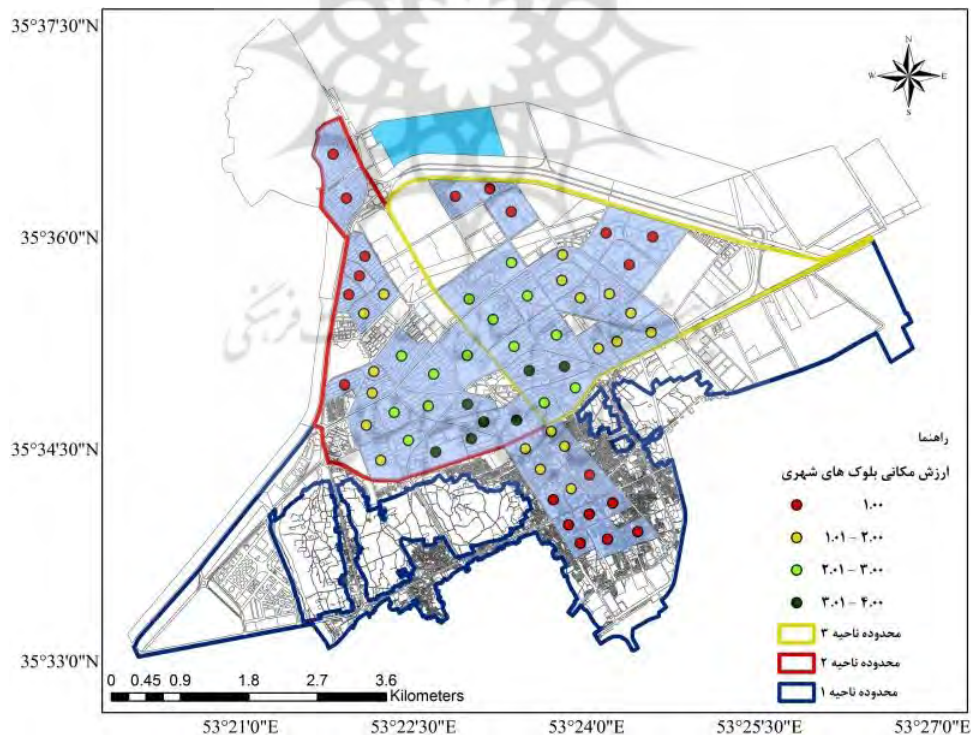 35°37'30"N
N
W
E
S
35°36'0"N
فرهنگی
35°34'30"N
راهنما
ارزش مکانی بلوک های شهری
۱.۰۰
۱.۰۱ – ۲.۰۰
۲.۰۱ – ۳.۰۰
۳.۰۱ – ۴.۰۰
محدوده ناحیه ۳
محدوده ناحیه ۲
محدوده ناحیه ۱
35°33'0"N
0 0.45 0.9 1.8 2.7 3.6
Kilometers
53°21'0"E 53°22'30"E 53°24'0"E 53°25'30"E 53°27'0"E